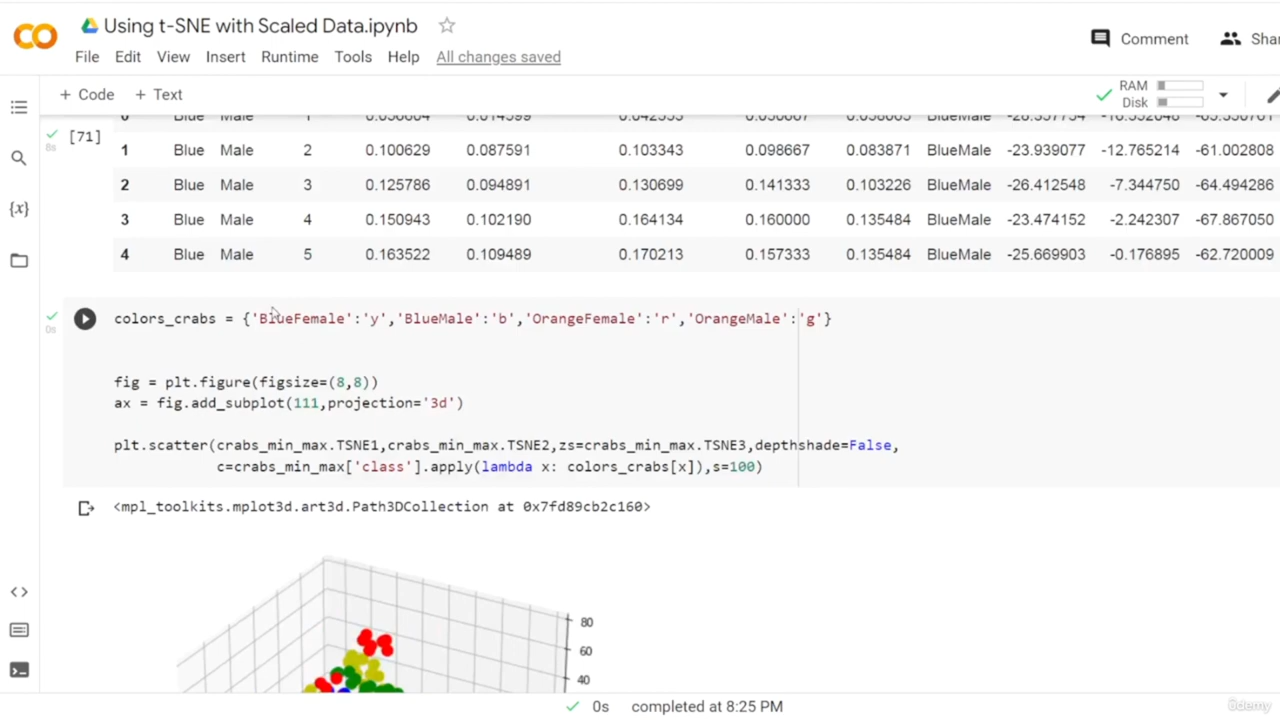 Using t-SNE with Scaled Data.ipynb
Comment
File Edit View Insert Runtime Tools Help All changes saved
+ Code + Text
RAM
Disk
[71]
8s
1 Blue Male 2 0.100629 0.087591 0.103343 0.098667 0.083871 BlueMale -23.939077 -12.765214 -61.002808
2 Blue Male 3 0.125786 0.094891 0.130699 0.141333 0.103226 BlueMale -26.412548 -7.344750 -64.494286
3 Blue Male 4 0.150943 0.102190 0.164134 0.160000 0.135484 BlueMale -23.474152 -2.242307 -67.867050
4 Blue Male 5 0.163522 0.109489 0.170213 0.157333 0.135484 BlueMale -25.669903 -0.176895 -62.720009
0s
colors_crabs = {'BlueFemale':'y','BlueMale':'b','OrangeFemale':'r','OrangeMale':'g'}
fig = plt.figure(figsize=(8,8))
ax = fig.add_subplot(111,projection='3d')
plt.scatter(crabs_min_max.TSNE1,crabs_min_max.TSNE2,zs=crabs_min_max.TSNE3,depthshade=False,
c=crabs_min_max['class'].apply(lambda x: colors_crabs[x]),s=100)
<mpl_toolkits.mplot3d.art3d.Path3DCollection at 0x7fd89cb2c160>
80
60
40
0s completed at 8:25 PM
ûdemy